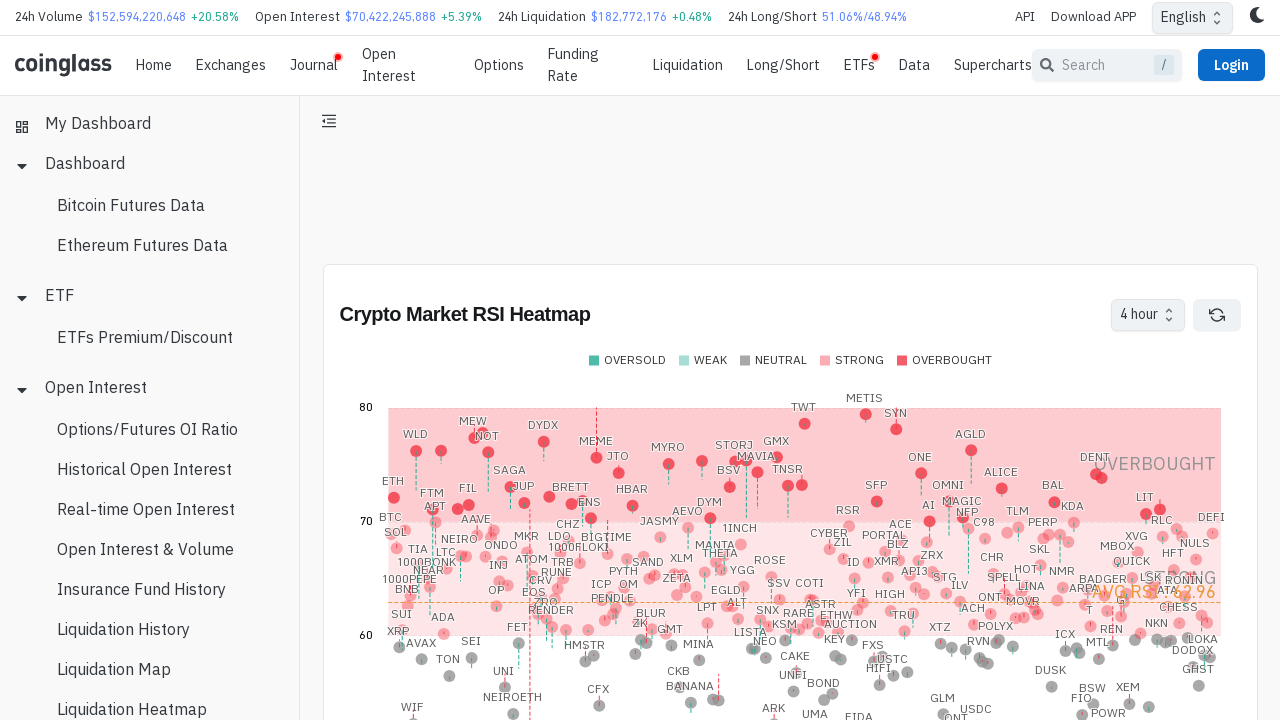 24h Volume $152,594,220,648 +20.58% Open Interest $70,422,245,888 +5.39% 24h Liquidation $182,772,176 +0.48% 24h Long/Short 51.06%/48.94% API Download APP English
coinglass Home Exchanges Journal Open Interest Options Funding Rate Liquidation Long/Short ETFs Data Supercharts Search / Login
My Dashboard
Dashboard
Bitcoin Futures Data
Ethereum Futures Data
ETF
ETFs Premium/Discount
Open Interest
Options/Futures OI Ratio
Historical Open Interest
Real-time Open Interest
Open Interest & Volume
Insurance Fund History
Liquidation History
Liquidation Map
Liquidation Heatmap
Crypto Market RSI Heatmap
4 hour
OVERSOLD WEAK NEUTRAL STRONG OVERBOUGHT
METIS
80 TWT SYN
MEW DYDX
WLD NOT MEME MYRO STORJ GMX AGLD
JTO MAVIA ONE DENT OVERBOUGHT
ETH SAGA BSV TNSR ALICE
FTM FIL JUP BRETT HBAR SFP OMNI BAL
APT ENS DYM AI MAGIC KDA LIT
BTC AAVE CHZ JASMY AEVO RSR NFP TLM DEFI
70 1INCH ACE C98 PERP RLC
SOL NEIRO MKR LDO BIGTIME CYBER PORTAL XVG
TIA LTC ONDO 1000FLOKI MANTA ZIL BLZ SKL MBOX NULS
1000BONK INJ ATOM TRB SAND XLM THETA ROSE ID XMR ZRX CHR HFT
NEAR RUNE PYTH YGG API3 HOT NMR QUICK
1000PEPE CRV ZETA STG SPELL BADGER LSK RONIN STRONG
BNB OP EOS ICP OM EGLD SSV COTI YFI HIGH ILV LINA ARPA ATA AVG RSI : 62.96
SUI RENDER PENDLE LPT ALT ASTR ONT MOVR CHESS
ADA BLUR SNX RARE ETHW TRU ACH
XRP FET ZK GMT LISTA KSM AUCTION XTZ POLYX REN NKN
60 AVAX SEI HMSTR MINA NEO KEY FXS RVN ICX MTL LOKA
TON CAKE USTC DODOX
UNI CKB UNFI HIFI DUSK GHST
NEIROETH CFX BANANA BOND BSW XEM
WIF ARK UMA GLM USDC FIO POWR